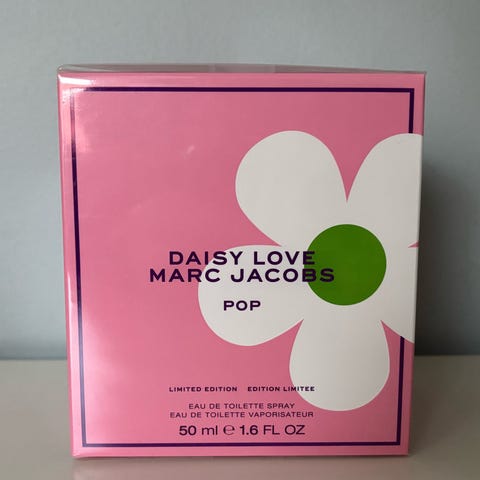 DAISY LOVE
MARC JACOBS
POP
LIMITED EDITION EDITION LIMITEE
EAU DE TOILETTE SPRAY
EAU DE TOILETTE VAPORISATEUR
50 ml ℮ 1.6 FL OZ